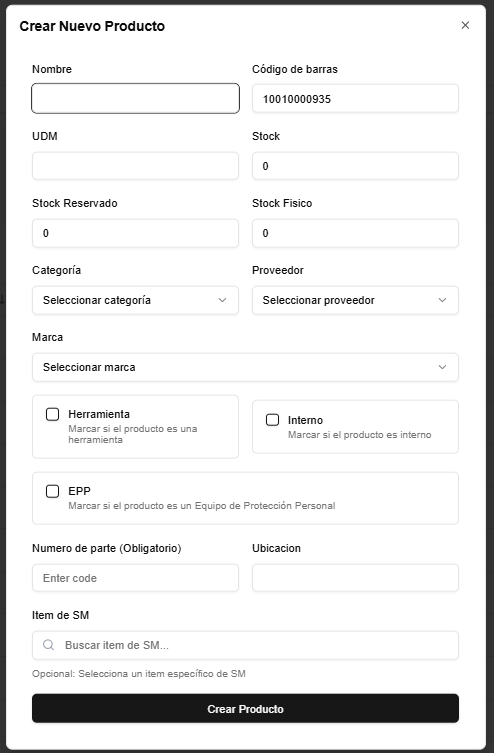 Crear Nuevo Producto
Nombre
Código de barras
10010000935
UDM
Stock
0
Stock Reservado
Stock Fisico
0
0
Categoría
Proveedor
Seleccionar categoría
Seleccionar proveedor
Marca
Seleccionar marca
Herramienta
Marcar si el producto es una
herramienta
Interno
Marcar si el producto es interno
EPP
Marcar si el producto es un Equipo de Protección Personal
Numero de parte (Obligatorio)
Ubicacion
Enter code
Item de SM
Buscar item de SM...
Opcional: Selecciona un item específico de SM
Crear Producto